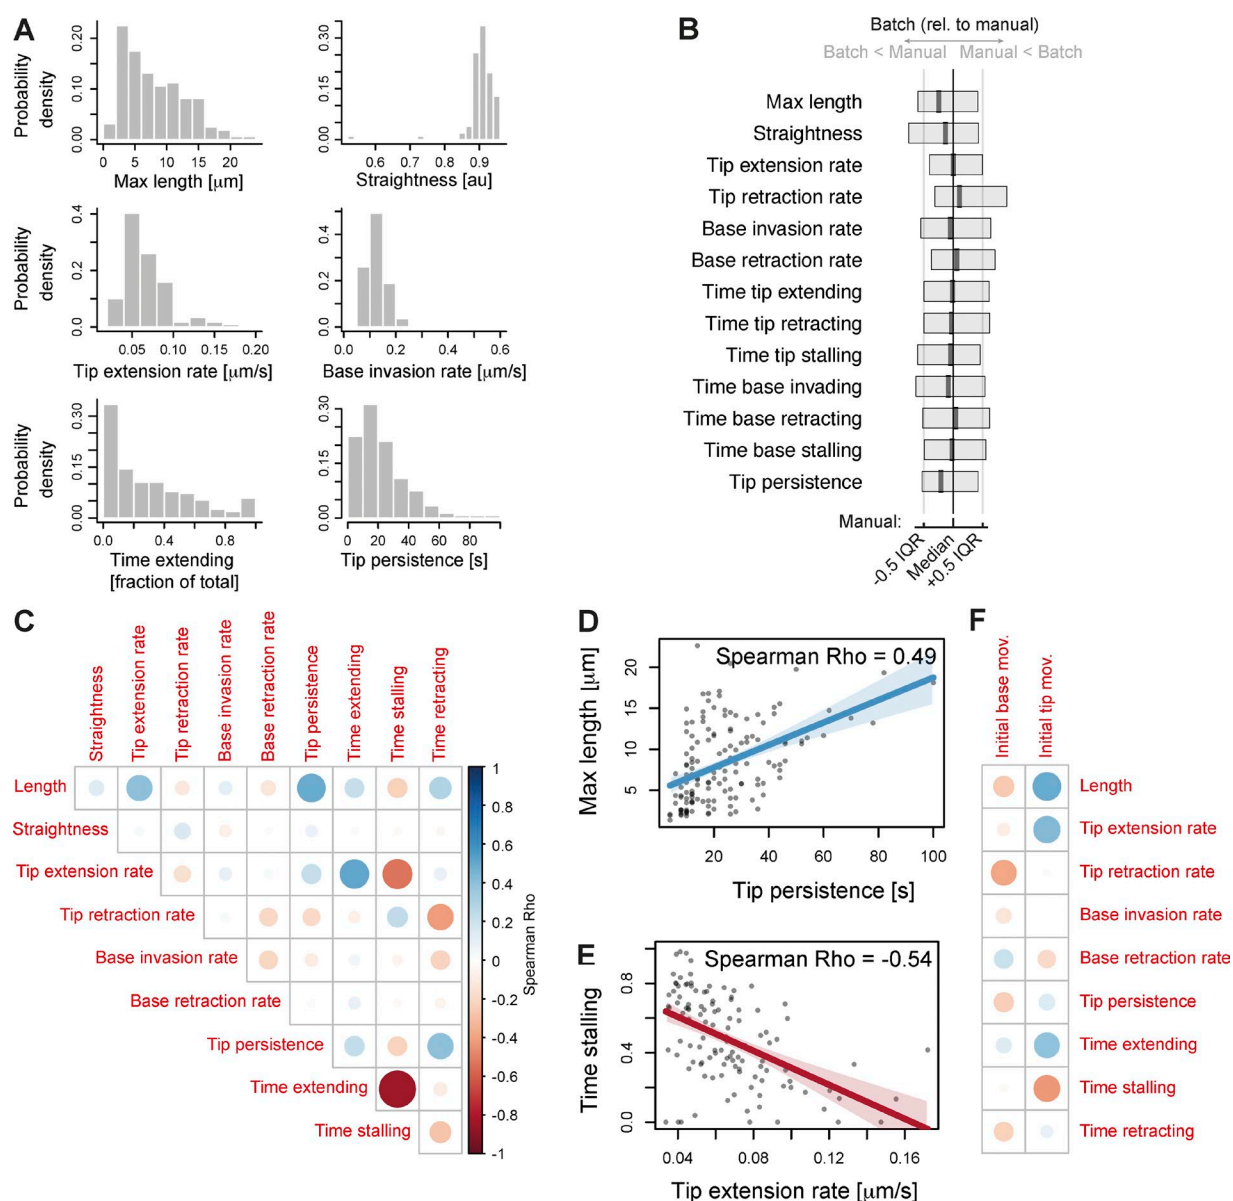 A
Probability
density
0.00
0.10
0.20
0
5
10
15
20
Max length [µm]
0.00
0.15
0.30
0.6
0.7
0.8
0.9
Straightness [au]
Probability
density
0.0
0.2
0.4
0.05
0.10
0.15
0.20
Tip extension rate [µm/s]
0.0
0.2
0.4
0.0
0.2
0.4
0.6
Base invasion rate [µm/s]
Probability
density
0.00
0.15
0.30
0.0
0.4
0.8
Time extending
[fraction of total]
0.00
0.15
0.30
0
20
40
60
80
Tip persistence [s]
B
Batch (rel. to manual)
Batch < Manual
Manual < Batch
Max length
Straightness
Tip extension rate
Tip retraction rate
Base invasion rate
Base retraction rate
Time tip extending
Time tip retracting
Time tip stalling
Time base invading
Time base retracting
Time base stalling
Tip persistence
Manual:
-0.5 IQR
Median
+0.5 IQR
C
Straightness
Tip extension rate
Tip retraction rate
Base invasion rate
Base retraction rate
Tip persistence
Time extending
Time stalling
Time retracting
Length
Straightness
Tip extension rate
Tip retraction rate
Base invasion rate
Base retraction rate
Tip persistence
Time extending
Time stalling
1
0.8
0.6
0.4
0.2
0
-0.2
-0.4
-0.6
-0.8
-1
Spearman Rho
D
Spearman Rho = 0.49
Max length [µm]
20
15
10
5
20
40
60
80
100
Tip persistence [s]
E
Spearman Rho = -0.54
Time stalling
0.8
0.4
0.0
0.04
0.08
0.12
0.16
Tip extension rate [µm/s]
F
Initial base mov.
Initial tip mov.
Length
Tip extension rate
Tip retraction rate
Base invasion rate
Base retraction rate
Tip persistence
Time extending
Time stalling
Time retracting